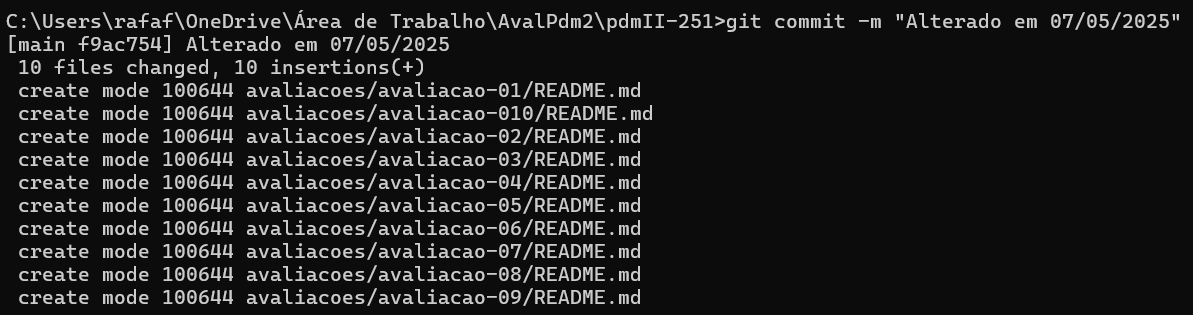 C:\Users\rafaf\OneDrive\Área de Trabalho\AvalPdm2\pdmII-251>git commit -m "Alterado em 07/05/2025"
[main f9ac754] Alterado em 07/05/2025
 10 files changed, 10 insertions(+)
 create mode 100644 avaliacoes/avaliacao-01/README.md
 create mode 100644 avaliacoes/avaliacao-010/README.md
 create mode 100644 avaliacoes/avaliacao-02/README.md
 create mode 100644 avaliacoes/avaliacao-03/README.md
 create mode 100644 avaliacoes/avaliacao-04/README.md
 create mode 100644 avaliacoes/avaliacao-05/README.md
 create mode 100644 avaliacoes/avaliacao-06/README.md
 create mode 100644 avaliacoes/avaliacao-07/README.md
 create mode 100644 avaliacoes/avaliacao-08/README.md
 create mode 100644 avaliacoes/avaliacao-09/README.md